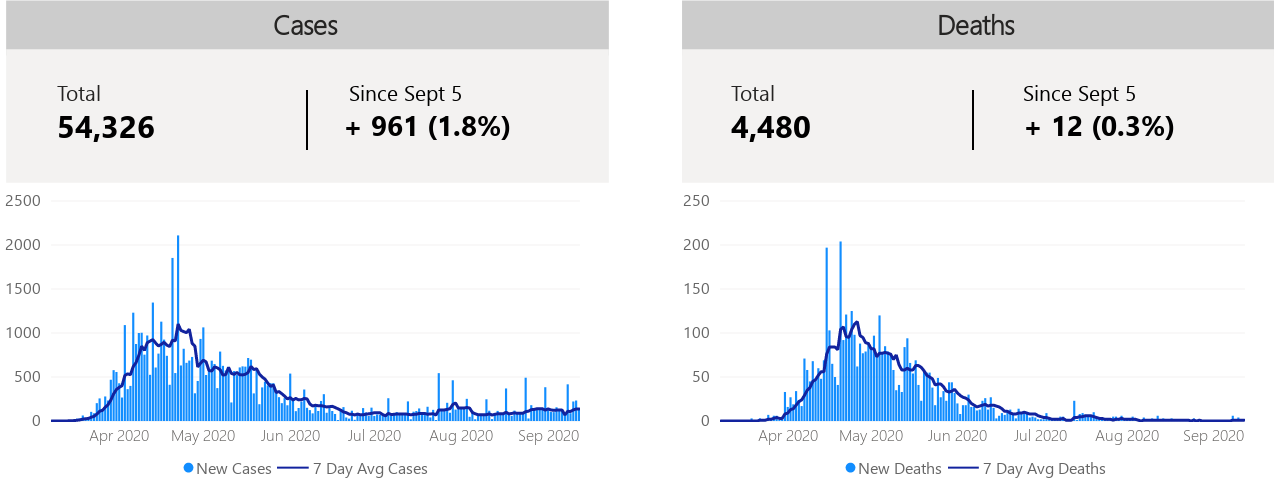 Cases
Total
Since Sept 5
54,326
+ 961 (1.8%)
2500
2000
1500
1000
500
0
Apr 2020 May 2020 Jun 2020 Jul 2020 Aug 2020 Sep 2020
New Cases 7 Day Avg Cases
Deaths
Total
Since Sept 5
4,480
+ 12 (0.3%)
250
200
150
100
50
0
Apr 2020 May 2020 Jun 2020 Jul 2020 Aug 2020 Sep 2020
New Deaths 7 Day Avg Deaths